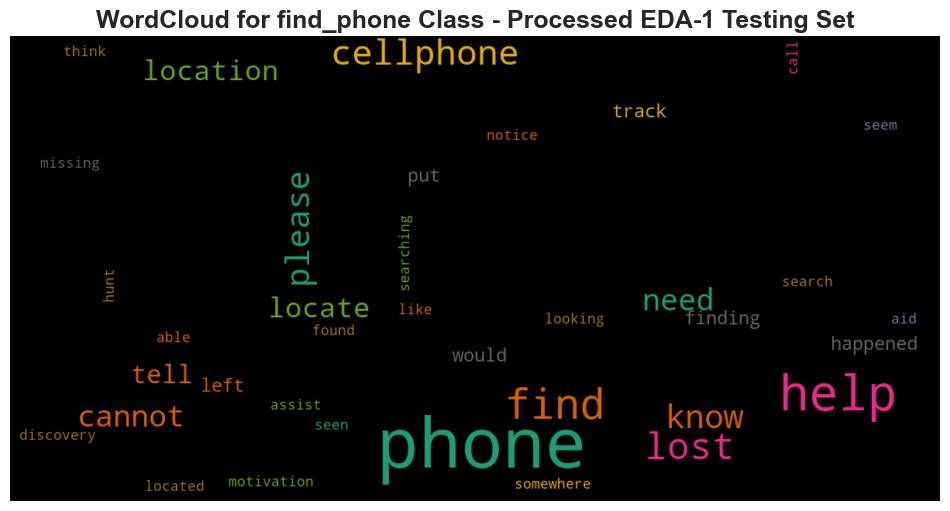 WordCloud for find_phone Class - Processed EDA-1 Testing Set
think
location
cellphone
call
track
notice
seem
missing
put
please
searching
hunt
locate
like
need
search
finding
looking
aid
found
able
would
happened
tell
left
help
assist
find
know
cannot
seen
discovery
phone
lost
located
motivation
somewhere